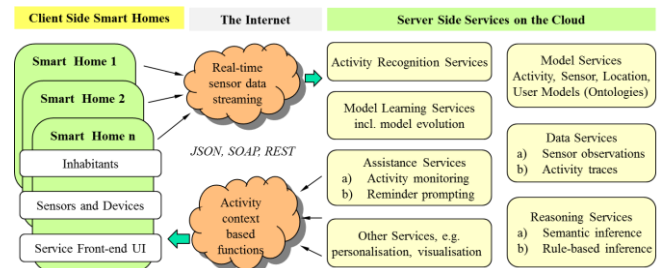 Client Side Smart Homes
The Internet
Server Side Services on the Cloud
Smart Home 1
Smart Home 2
Smart Home n
Inhabitants
Sensors and Devices
Service Front-end UI
Real-time
sensor data
streaming
JSON, SOAP, REST
Activity
context
based
functions
Activity Recognition Services
Model Learning Services
incl. model evolution
Assistance Services
a) Activity monitoring
b) Reminder prompting
Other Services, e.g.
personalisation, visualisation
Model Services
Activity, Sensor, Location,
User Models (Ontologies)
Data Services
a) Sensor observations
b) Activity traces
Reasoning Services
a) Semantic inference
b) Rule-based inference